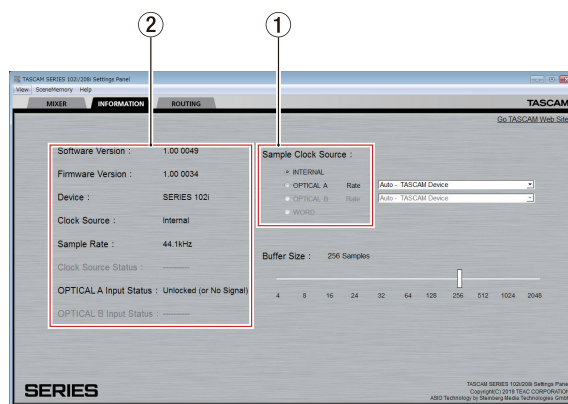 ② ①
TASCAM SERIES 102i/208i Settings Panel
View SceneMemory Help
MIXER INFORMATION ROUTING TASCAM
Go TASCAM Web Site
Software Version : 1.00 0049
Firmware Version : 1.00 0034
Device : SERIES 102i
Clock Source : Internal
Sample Rate : 44.1kHz
Clock Source Status : ---------
OPTICAL A Input Status : Unlocked (or No Signal)
OPTICAL B Input Status : ---------
Sample Clock Source :
INTERNAL
OPTICAL A Rate Auto - TASCAM Device
OPTICAL B Rate Auto - TASCAM Device
WORD
Buffer Size : 256 Samples
4 8 16 24 32 64 128 256 512 1024 2048
SERIES
TASCAM SERIES 102i/208i Settings Panel
Copyright(C) 2019 TEAC CORPORATION
ASIO Technology by Steinberg Media Technologies GmbH